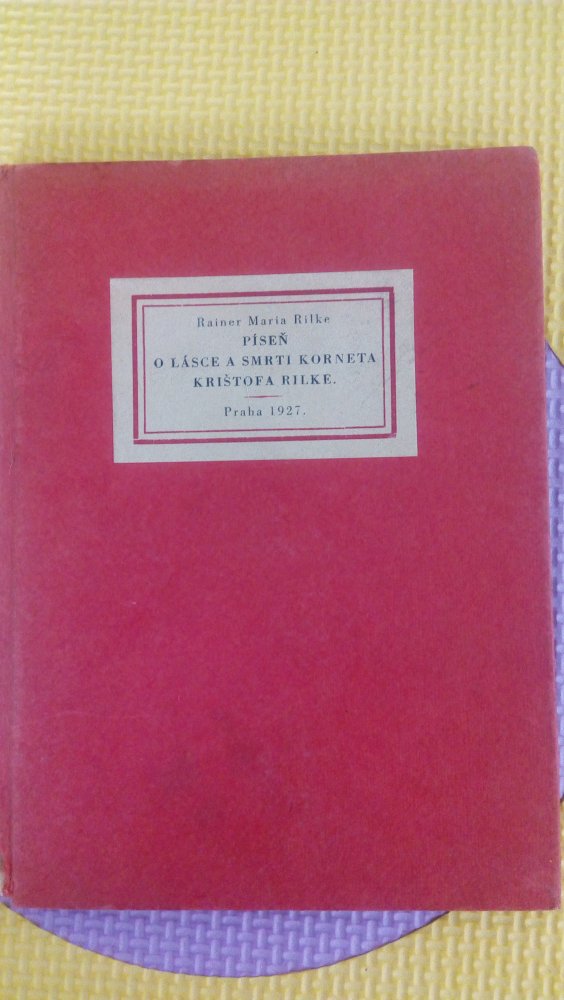 Rainer Maria Rilke
PÍSEŇ
O LÁSCE A SMRTI KORNETA
KRIŠTOFA RILKE.
Praha 1927.